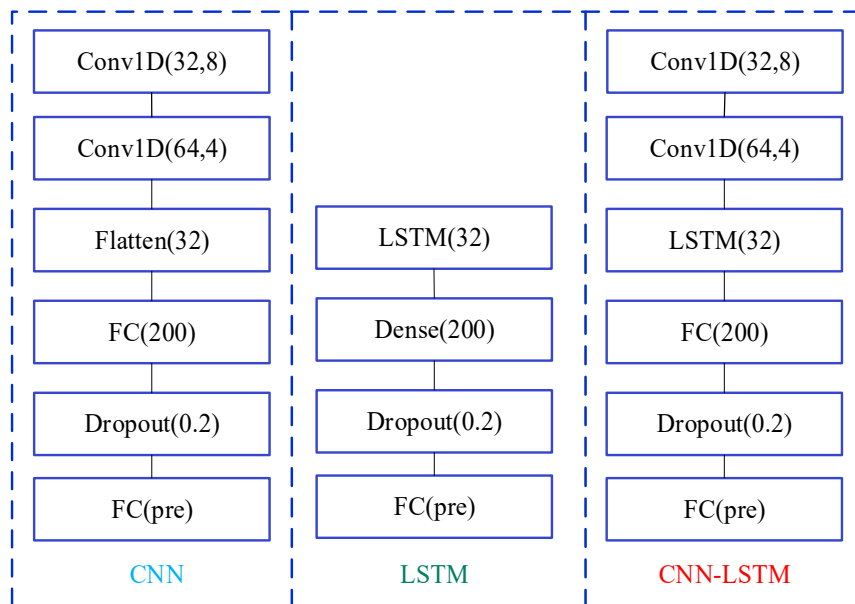 Conv1D(32,8)
Conv1D(64,4)
Flatten(32)
FC(200)
Dropout(0.2)
FC(pre)
CNN
LSTM(32)
Dense(200)
Dropout(0.2)
FC(pre)
LSTM
Conv1D(32,8)
Conv1D(64,4)
LSTM(32)
FC(200)
Dropout(0.2)
FC(pre)
CNN-LSTM